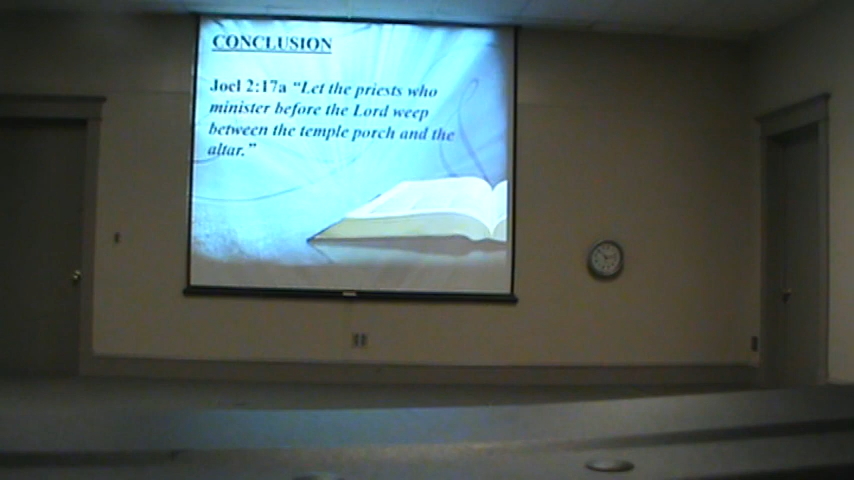 CONCLUSION
Joel 2:17a “Let the priests who
minister before the Lord weep
between the temple porch and the
altar.”